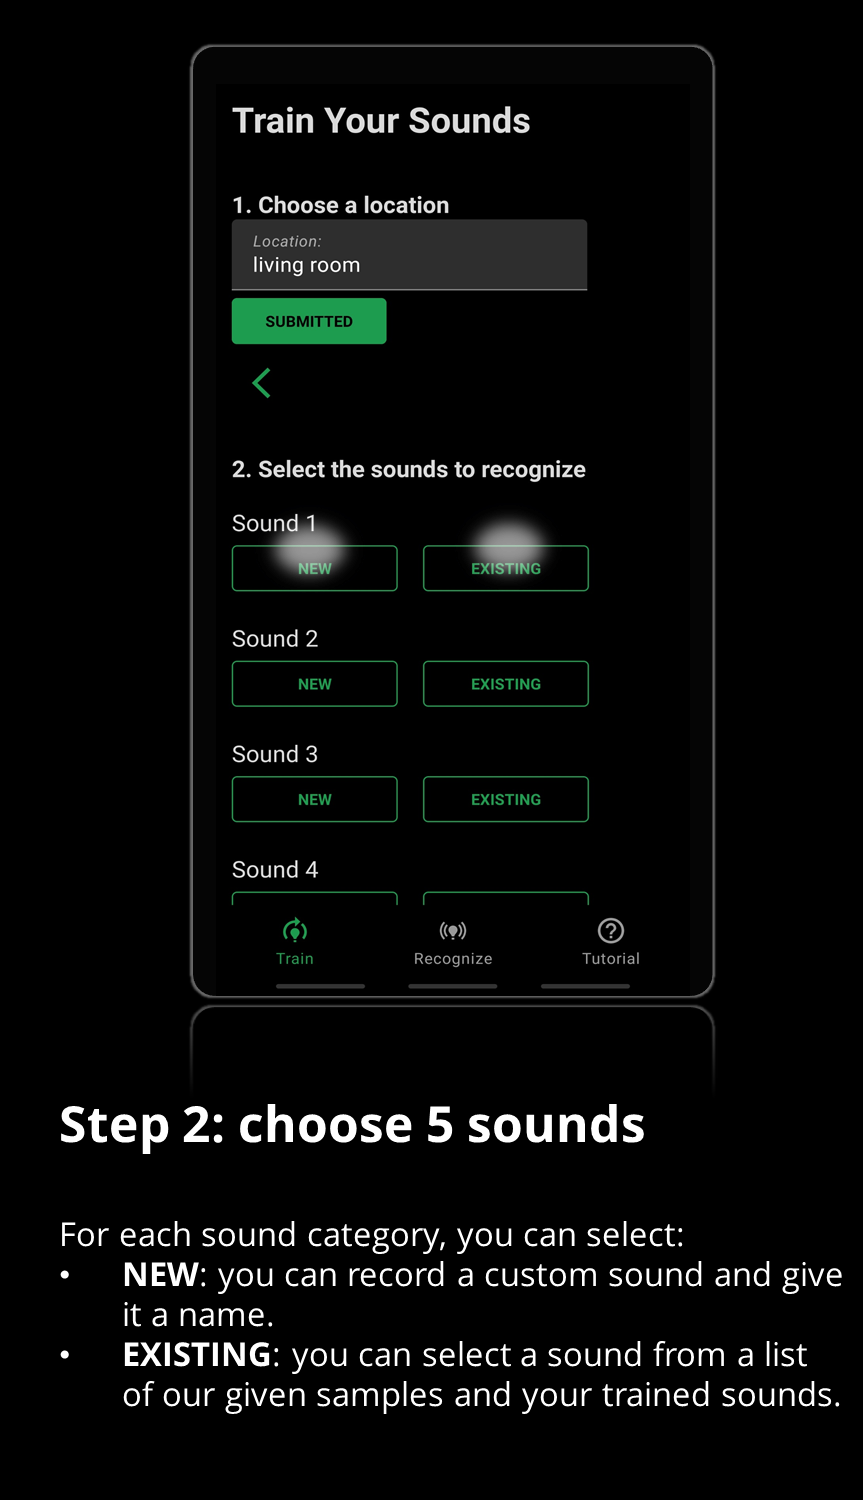 Train Your Sounds
1. Choose a location
Location:
living room
SUBMITTED
2. Select the sounds to recognize
Sound 1
NEW EXISTING
Sound 2
NEW EXISTING
Sound 3
NEW EXISTING
Sound 4
Train Recognize Tutorial
Step 2: choose 5 sounds
For each sound category, you can select:
• NEW: you can record a custom sound and give
it a name.
• EXISTING: you can select a sound from a list
of our given samples and your trained sounds.